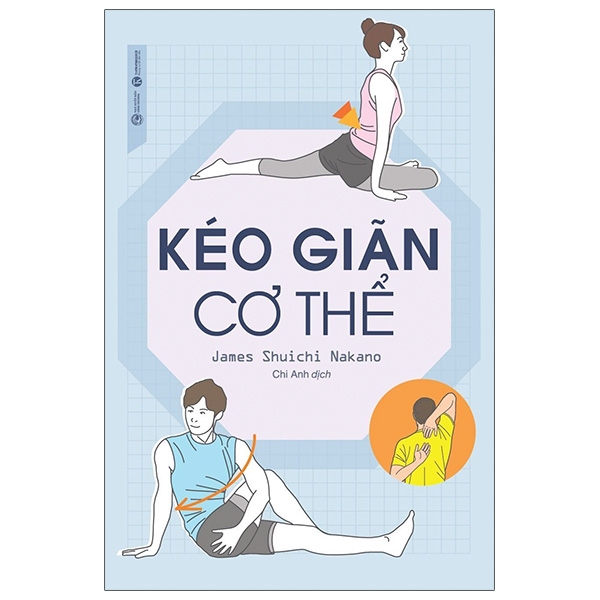 KÉO GIÃN
CƠ THỂ
James Shuichi Nakano
Chi Anh dịch